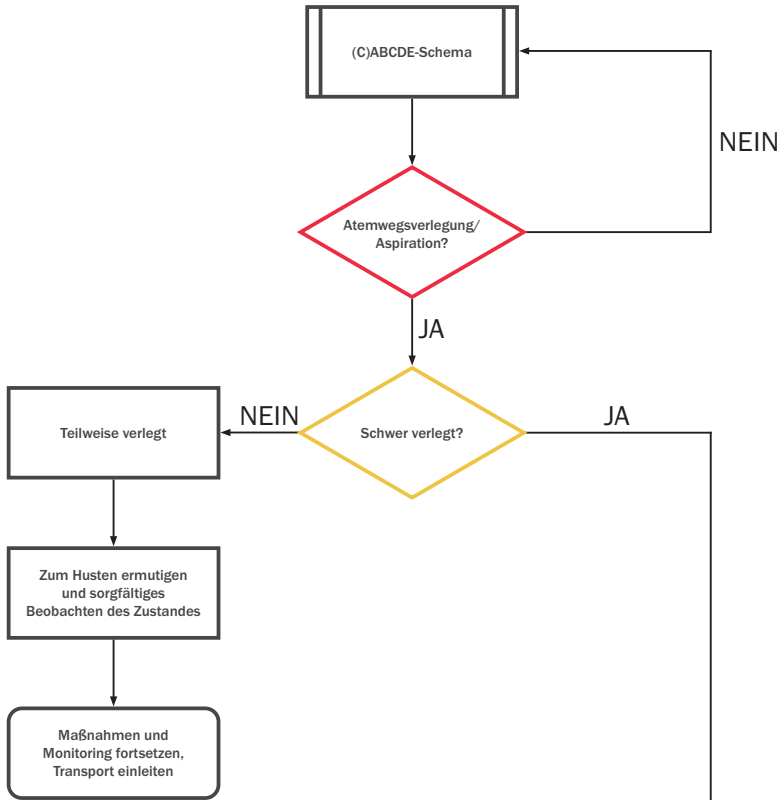 (C)ABCDE-Schema
NEIN
Atemwegsverlegung/
Aspiration?
JA
NEIN
JA
Teilweise verlegt
Schwer verlegt?
Zum Husten ermutigen
und sorgfältiges
Beobachten des Zustandes
Maßnahmen und
Monitoring fortsetzen,
Transport einleiten